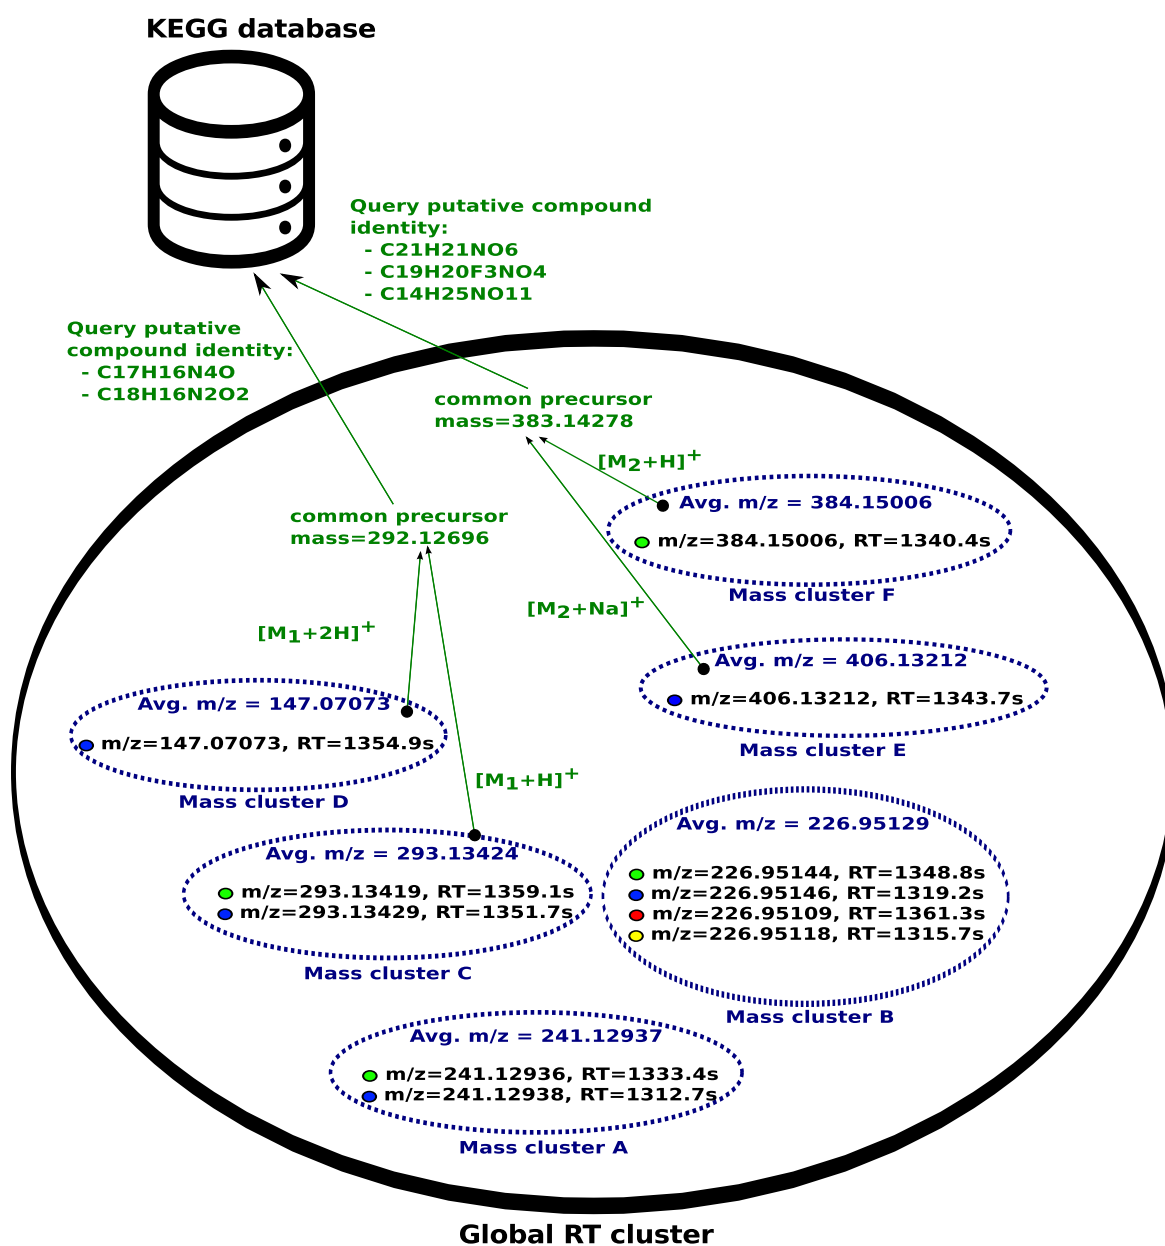 KEGG database
Query putative compound
identity:
- C21H21NO6
- C19H20F3NO4
- C14H25NO11
Query putative
compound identity:
- C17H16N4O
- C18H16N2O2
common precursor
mass=383.14278
[M2+H]+
Avg. m/z = 384.15006
m/z=384.15006, RT=1340.4s
Mass cluster F
common precursor
mass=292.12696
[M2+Na]+
[M1+2H]+
Avg. m/z = 406.13212
m/z=406.13212, RT=1343.7s
Mass cluster E
Avg. m/z = 147.07073
m/z=147.07073, RT=1354.9s
Mass cluster D
[M1+H]+
Avg. m/z = 293.13424
m/z=293.13419, RT=1359.1s
m/z=293.13429, RT=1351.7s
Mass cluster C
Avg. m/z = 226.95129
m/z=226.95144, RT=1348.8s
m/z=226.95146, RT=1319.2s
m/z=226.95109, RT=1361.3s
m/z=226.95118, RT=1315.7s
Mass cluster B
Avg. m/z = 241.12937
m/z=241.12936, RT=1333.4s
m/z=241.12938, RT=1312.7s
Mass cluster A
Global RT cluster